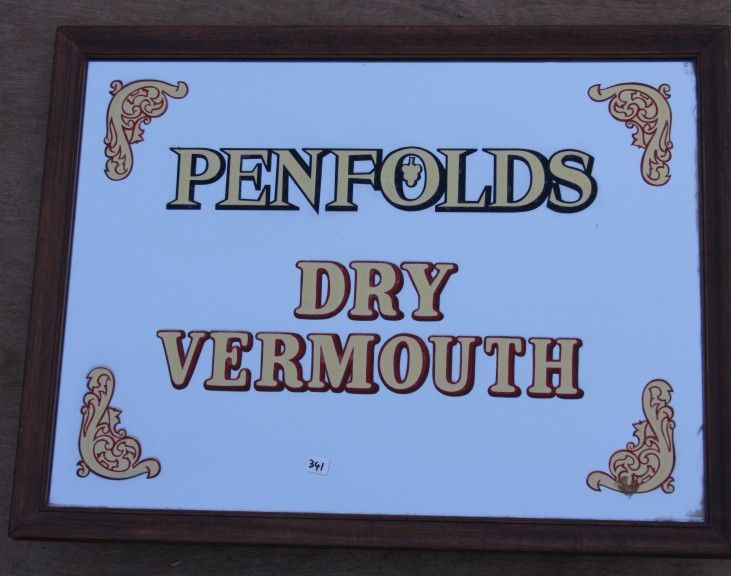 PENFOLDS
DRY
VERMOUTH
341